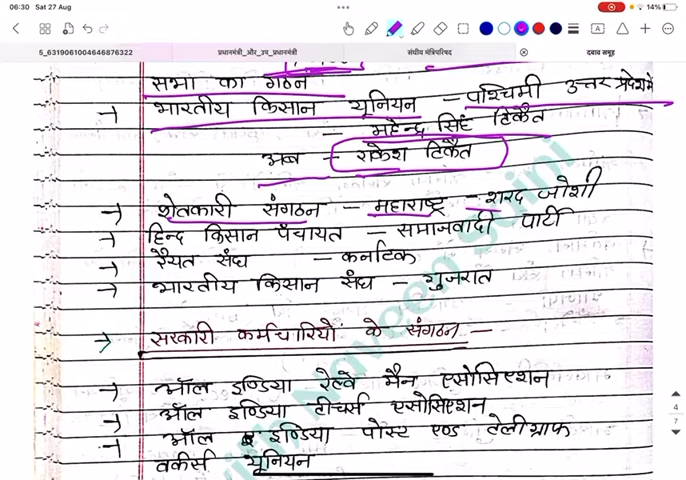 06:30 Sat 27 Aug
14%
5_6319061004646876322
प्रधानमंत्री_और_उप_प्रधानमंत्री
संघीय मंत्रिपरिषद
दबाव समूह
सभा का गठन
→ भारतीय किसान यूनियन – पश्चिमी उत्तर प्रदेश में
– महेन्द्र सिंह टिकैत
अब – राकेश टिकैत
→ शेतकारी संगठन – महाराष्ट्र – शरद जोशी
→ हिन्द किसान पंचायत – समाजवादी पार्टी
→ रैयत संघ – कर्नाटक
→ भारतीय किसान संघ – गुजरात
→ सरकारी कर्मचारियों के संगठन –
→ ऑल इण्डिया रेल्वे मैन एसोसिएशन
→ ऑल इण्डिया टीचर्स एसोसिएशन
→ ऑल इण्डिया पोस्ट एण्ड टेलीग्राफ
वर्कर्स यूनियन
with Naveen Saini
4
7